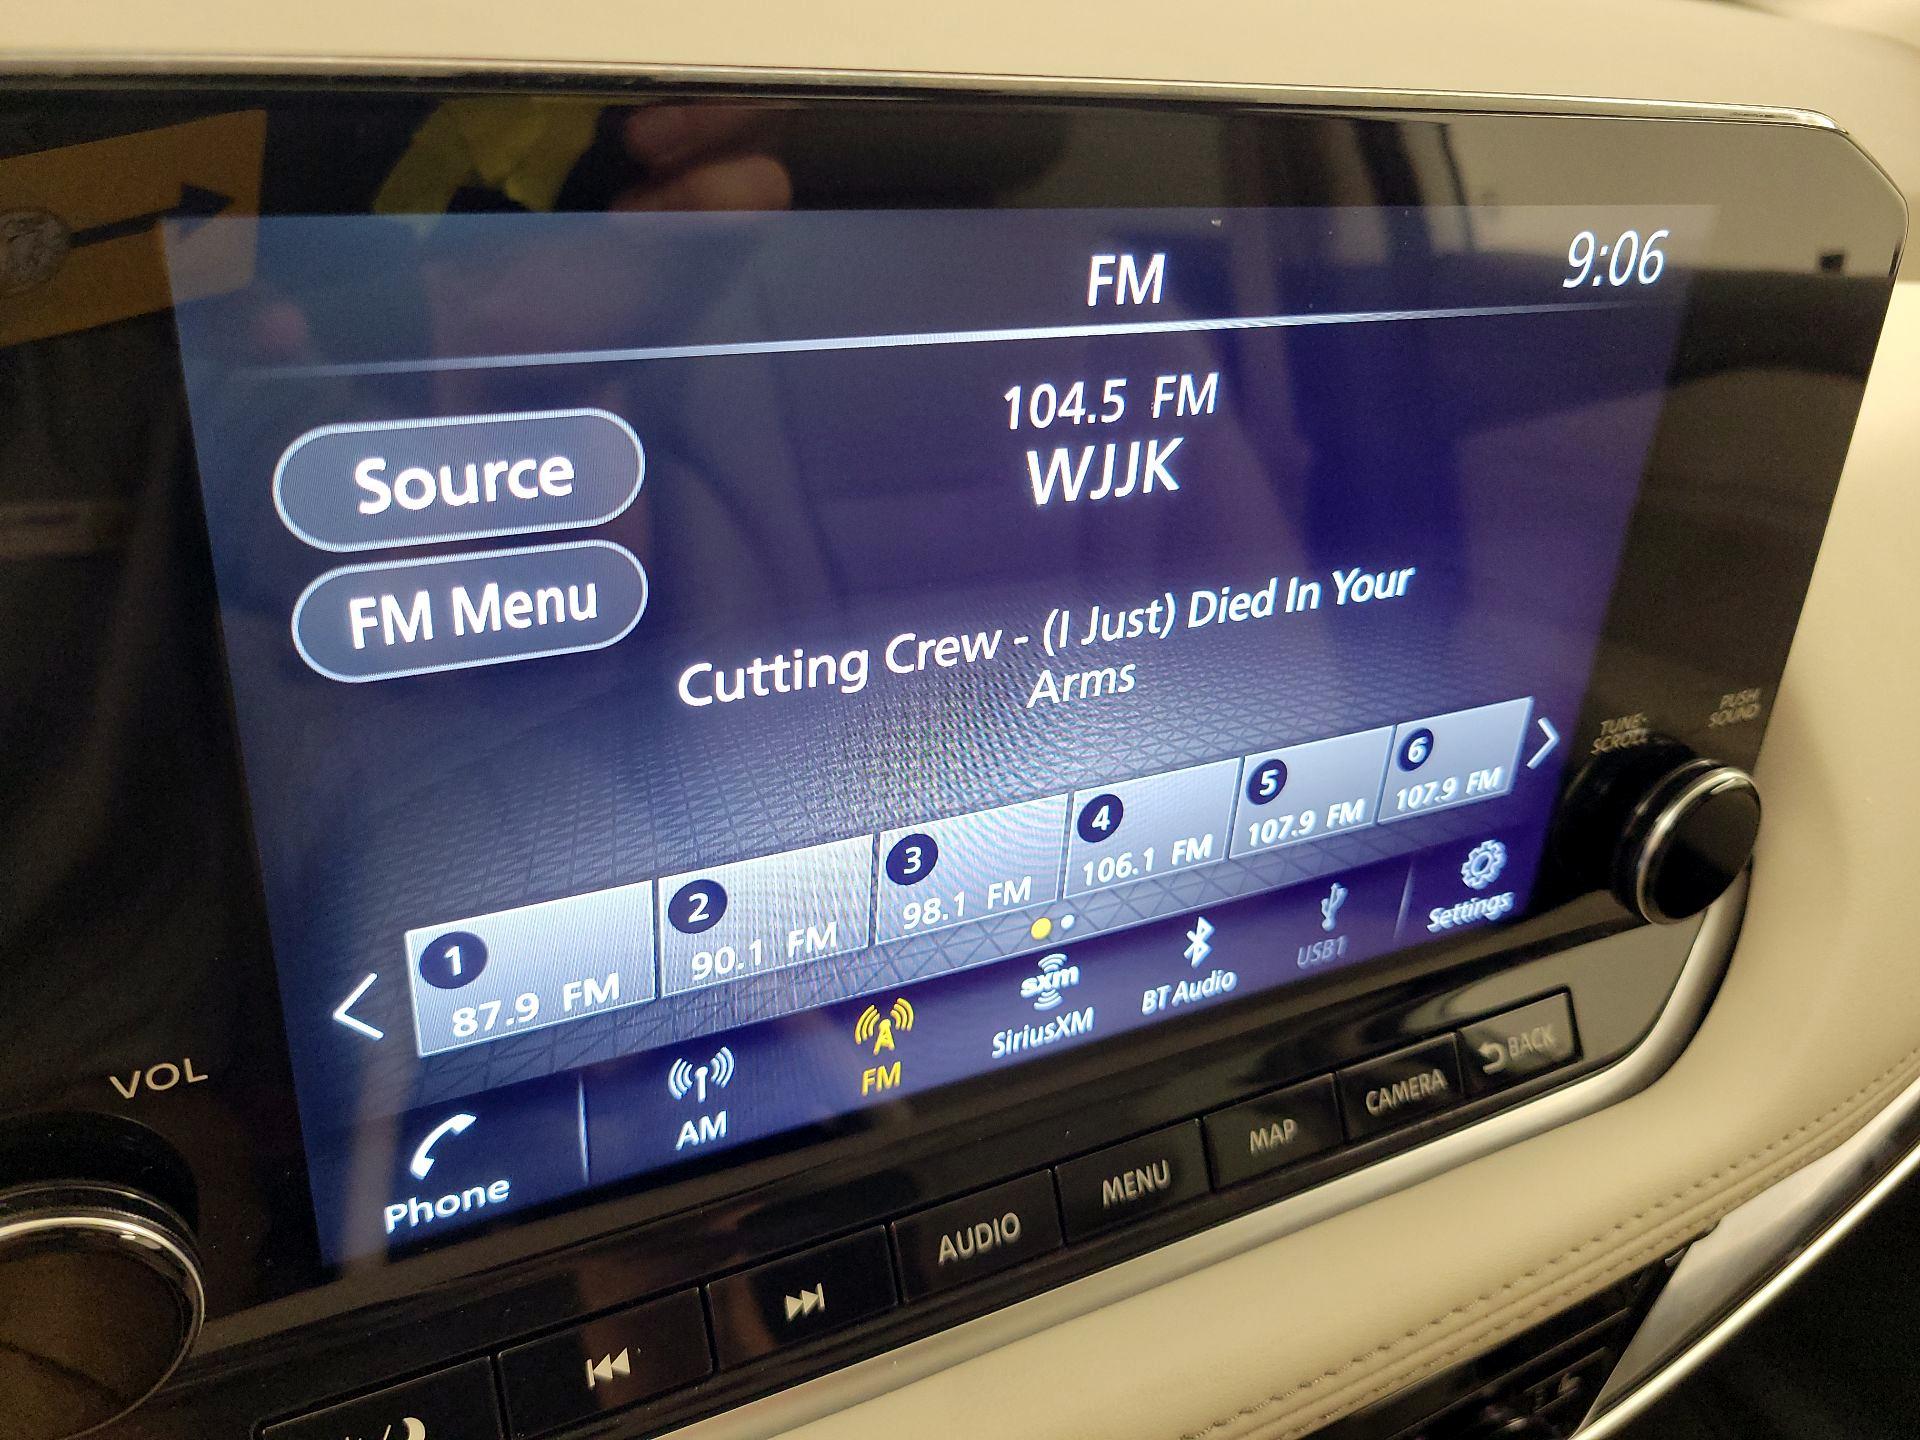 FM
9:06
104.5 FM
WJJK
Source
FM Menu
Cutting Crew - (I Just) Died In Your
Arms
1
87.9 FM
2
90.1 FM
3
98.1 FM
4
106.1 FM
5
107.9 FM
6
107.9 FM
Phone
AM
FM
sxm
SiriusXM
BT Audio
USB1
Settings
VOL
TUNE·
SCROLL
PUSH
SOUND
AUDIO
MENU
MAP
CAMERA
BACK